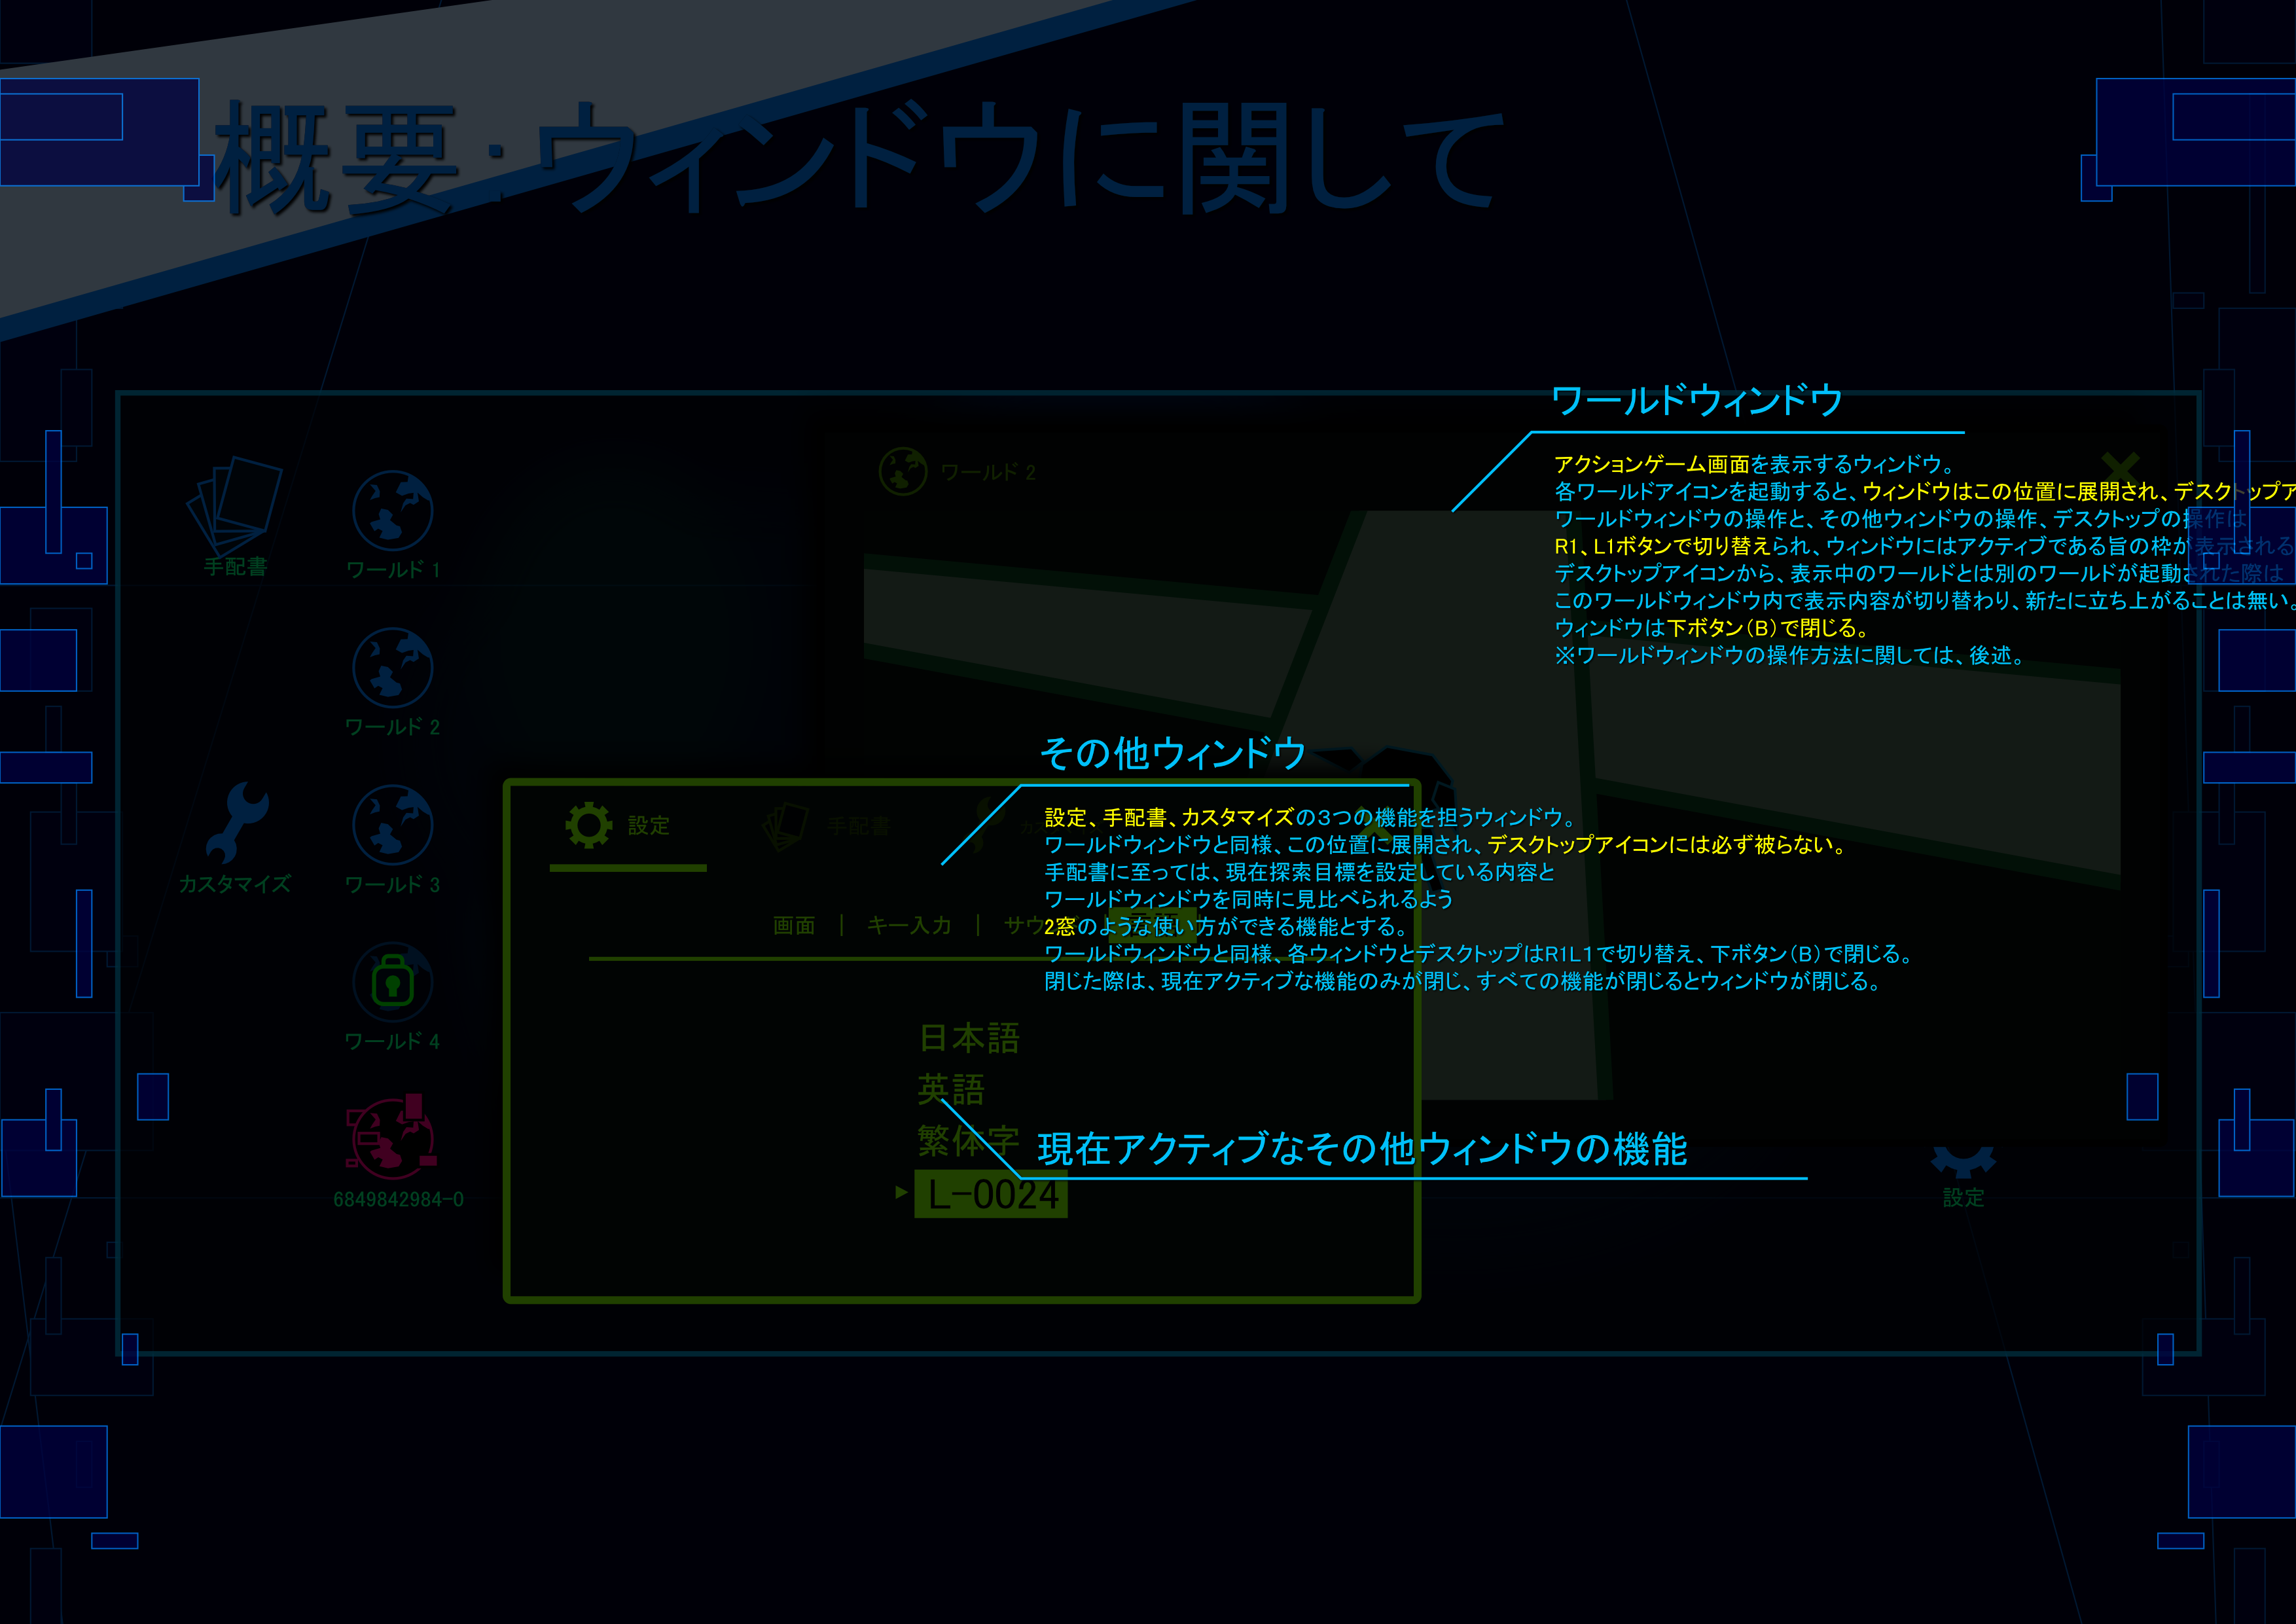 概要：ウィンドウに関して
ワールドウィンドウ
アクションゲーム画面を表示するウィンドウ。
各ワールドアイコンを起動すると、ウィンドウはこの位置に展開され、デスクトップア
ワールドウィンドウの操作と、その他ウィンドウの操作、デスクトップの操作は
R1、L1ボタンで切り替えられ、ウィンドウにはアクティブである旨の枠が表示される
デスクトップアイコンから、表示中のワールドとは別のワールドが起動された際は
このワールドウィンドウ内で表示内容が切り替わり、新たに立ち上がることは無い。
ウィンドウは下ボタン（B）で閉じる。
※ワールドウィンドウの操作方法に関しては、後述。
ワールド 2
手配書
ワールド 1
ワールド 2
カスタマイズ
ワールド 3
ワールド 4
6849842984-0
その他ウィンドウ
設定、手配書、カスタマイズの３つの機能を担うウィンドウ。
ワールドウィンドウと同様、この位置に展開され、デスクトップアイコンには必ず被らない。
手配書に至っては、現在探索目標を設定している内容と
ワールドウィンドウを同時に見比べられるよう
2窓のような使い方ができる機能とする。
ワールドウィンドウと同様、各ウィンドウとデスクトップはR1L1で切り替え、下ボタン（B）で閉じる。
閉じた際は、現在アクティブな機能のみが閉じ、すべての機能が閉じるとウィンドウが閉じる。
設定
手配書
画面 | キー入力 | サウ
日本語
英語
繁体字
L-0024
現在アクティブなその他ウィンドウの機能
設定